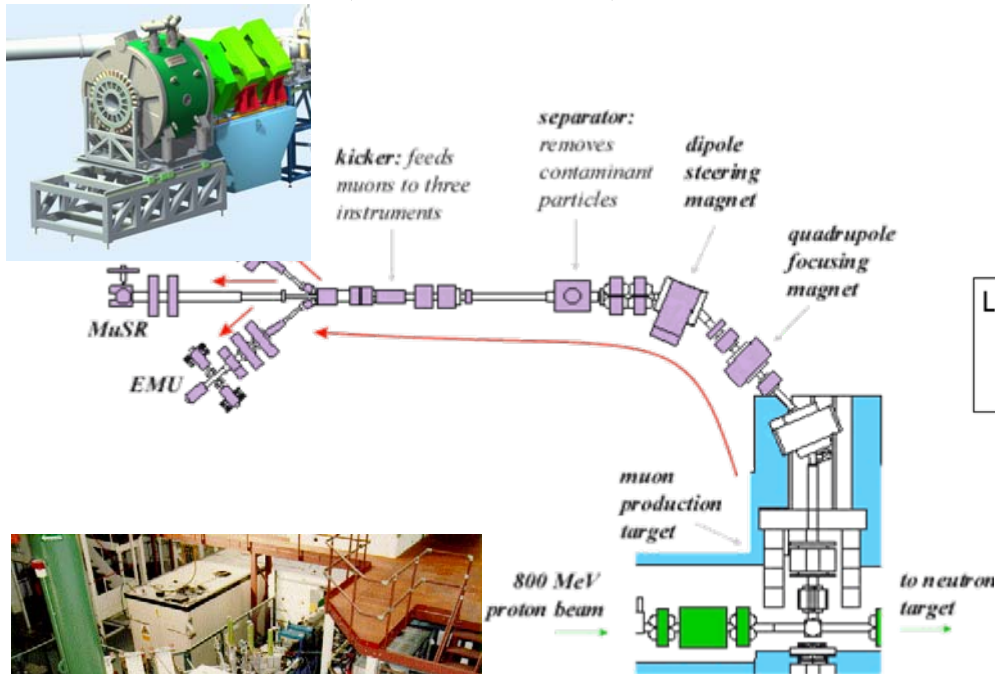 separator:
removes
contaminant
particles
dipole
steering
magnet
kicker: feeds
muons to three
instruments
quadrupole
focusing
magnet
MuSR
EMU
L
muon
production
target
800 MeV
proton beam
to neutron
target